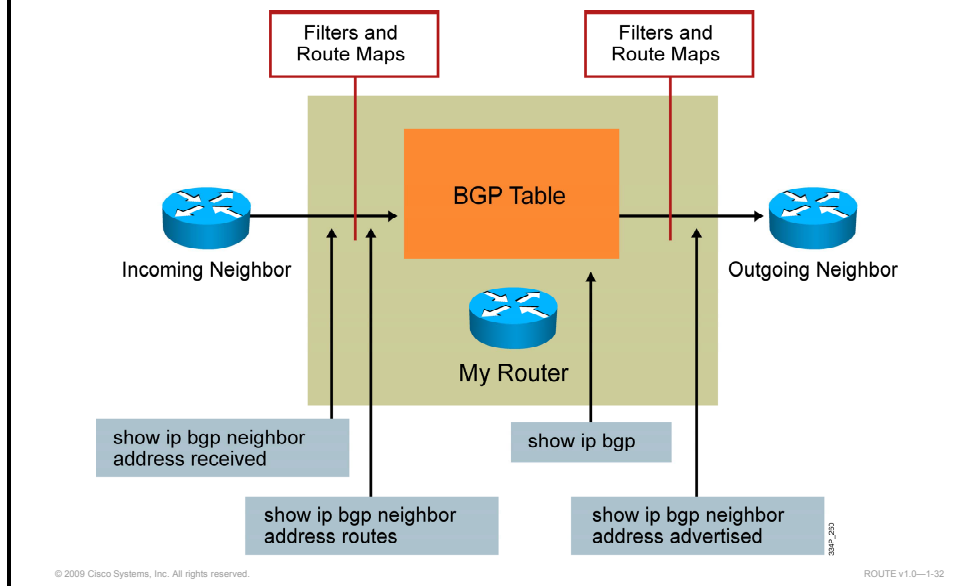 Filters and
Route Maps
Filters and
Route Maps
BGP Table
Incoming Neighbor
Outgoing Neighbor
My Router
show ip bgp neighbor
address received
show ip bgp
show ip bgp neighbor
address routes
show ip bgp neighbor
address advertised
© 2009 Cisco Systems, Inc. All rights reserved.
ROUTE v1.0—1-32